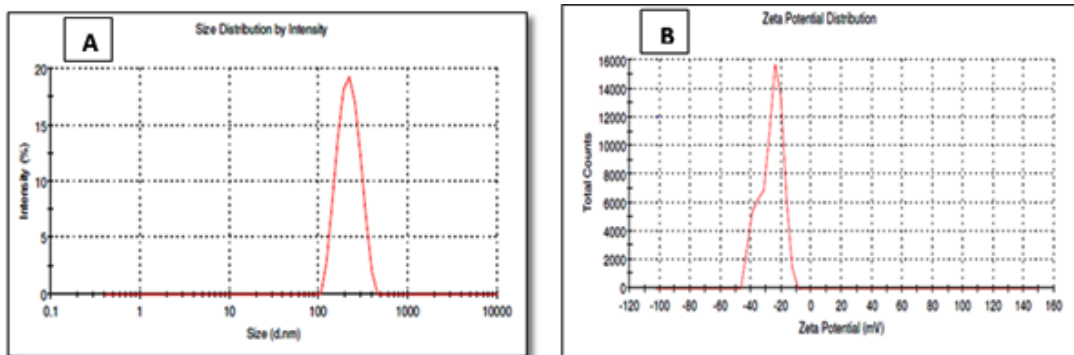 A
Size Distribution by Intensity
20
15
10
5
0
Intensity (%)
0.1 1 10 100 1000 10000
Size (d.nm)
B
Zeta Potential Distribution
16000
14000
12000
10000
8000
6000
4000
2000
0
Total Counts
-120 -100 -80 -60 -40 -20 0 20 40 60 80 100 120 140 160
Zeta Potential (mV)